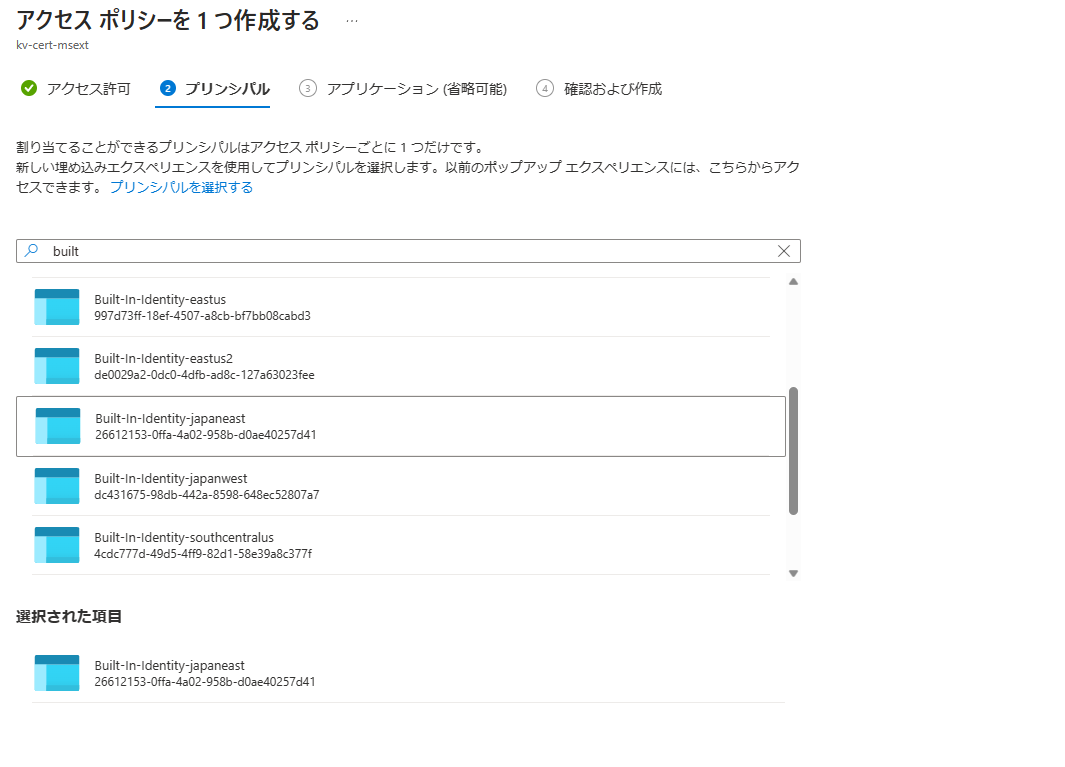 アクセス ポリシーを 1 つ作成する …
kv-cert-msext
アクセス許可
2 プリンシパル
3 アプリケーション (省略可能)
4 確認および作成
割り当てることができるプリンシパルはアクセス ポリシーごとに 1 つだけです。
新しい埋め込みエクスペリエンスを使用してプリンシパルを選択します。以前のポップアップ エクスペリエンスには、こちらからアク
セスできます。 プリンシパルを選択する
built
Built-In-Identity-eastus
997d73ff-18ef-4507-a8cb-bf7bb08cabd3
Built-In-Identity-eastus2
de0029a2-0dc0-4dfb-ad8c-127a63023fee
Built-In-Identity-japaneast
26612153-0ffa-4a02-958b-d0ae40257d41
Built-In-Identity-japanwest
dc431675-98db-442a-8598-648ec52807a7
Built-In-Identity-southcentralus
4cdc777d-49d5-4ff9-82d1-58e39a8c377f
選択された項目
Built-In-Identity-japaneast
26612153-0ffa-4a02-958b-d0ae40257d41